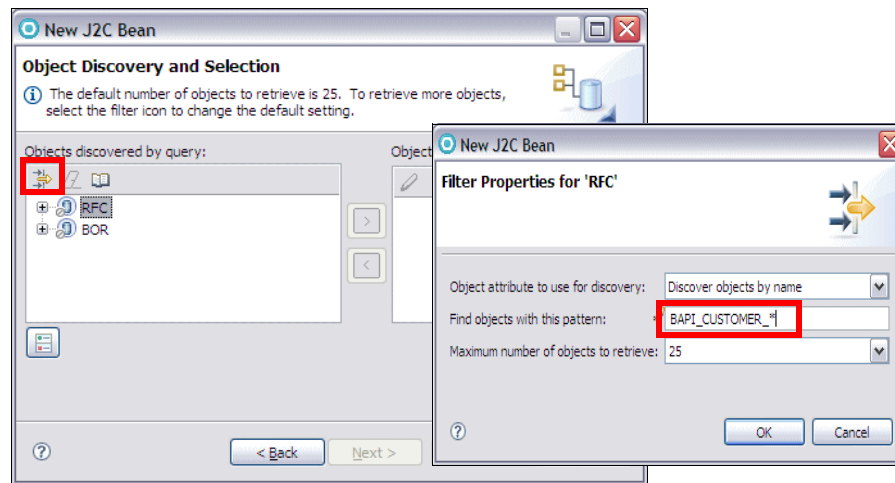 New J2C Bean
Object Discovery and Selection
The default number of objects to retrieve is 25. To retrieve more objects,
select the filter icon to change the default setting.
Objects discovered by query:
Object
RFC
BOR
< Back
Next >
New J2C Bean
Filter Properties for 'RFC'
Object attribute to use for discovery: Discover objects by name
Find objects with this pattern: * BAPI_CUSTOMER_*
Maximum number of objects to retrieve: 25
OK
Cancel